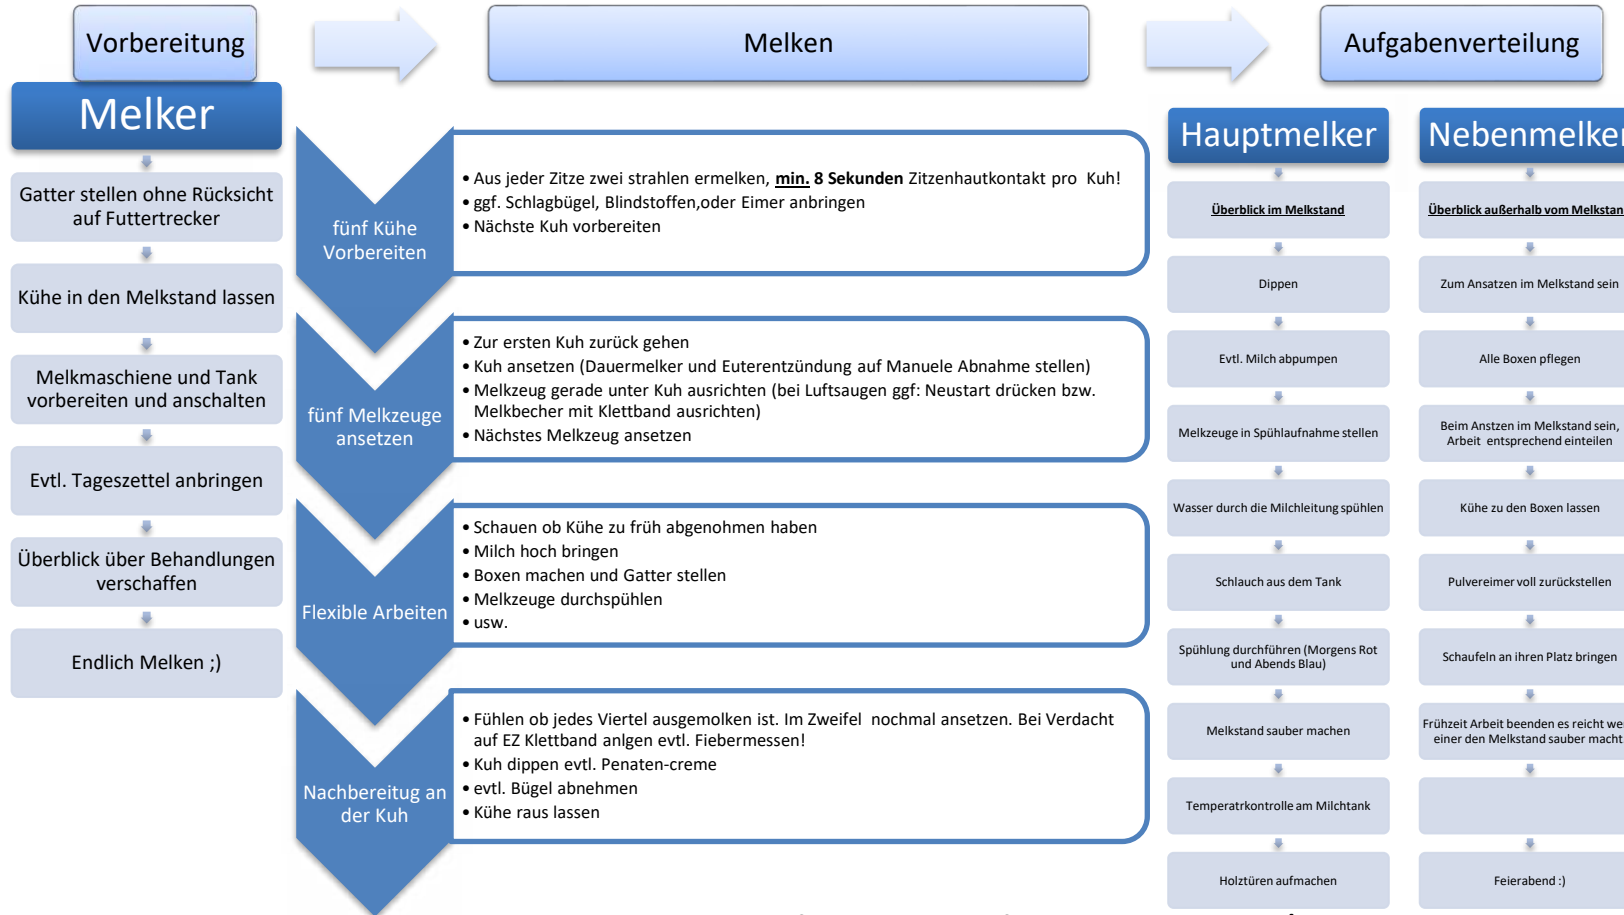 Vorbereitung
Melken
Aufgabenverteilung
Melker
Gatter stellen ohne Rücksicht
auf Futtertrecker
Kühe in den Melkstand lassen
Melkmaschiene und Tank
vorbereiten und anschalten
Evtl. Tageszettel anbringen
Überblick über Behandlungen
verschaffen
Endlich Melken ;)
fünf Kühe
Vorbereiten
• Aus jeder Zitze zwei strahlen ermelken, min. 8 Sekunden Zitzenhautkontakt pro Kuh!
• ggf. Schlagbügel, Blindstoffen,oder Eimer anbringen
• Nächste Kuh vorbereiten
fünf Melkzeuge
ansetzen
• Zur ersten Kuh zurück gehen
• Kuh ansetzen (Dauermelker und Euterentzündung auf Manuele Abnahme stellen)
• Melkzeug gerade unter Kuh ausrichten (bei Luftsaugen ggf: Neustart drücken bzw.
Melkbecher mit Klettband ausrichten)
• Nächstes Melkzeug ansetzen
Flexible Arbeiten
• Schauen ob Kühe zu früh abgenommen haben
• Milch hoch bringen
• Boxen machen und Gatter stellen
• Melkzeuge durchspühlen
• usw.
Nachbereitug an
der Kuh
• Fühlen ob jedes Viertel ausgemolken ist. Im Zweifel nochmal ansetzen. Bei Verdacht
auf EZ Klettband anlgen evtl. Fiebermessen!
• Kuh dippen evtl. Penaten-creme
• evtl. Bügel abnehmen
• Kühe raus lassen
Hauptmelker
Überblick im Melkstand
Dippen
Evtl. Milch abpumpen
Melkzeuge in Spühlaufnahme stellen
Wasser durch die Milchleitung spühlen
Schlauch aus dem Tank
Spühlung durchführen (Morgens Rot
und Abends Blau)
Melkstand sauber machen
Temperatrkontrolle am Milchtank
Holztüren aufmachen
Nebenmelker
Überblick außerhalb vom Melkstan
Zum Ansatzen im Melkstand sein
Alle Boxen pflegen
Beim Anstzen im Melkstand sein,
Arbeit entsprechend einteilen
Kühe zu den Boxen lassen
Pulvereimer voll zurückstellen
Schaufeln an ihren Platz bringen
Frühzeit Arbeit beenden es reicht we
einer den Melkstand sauber macht
Feierabend :)